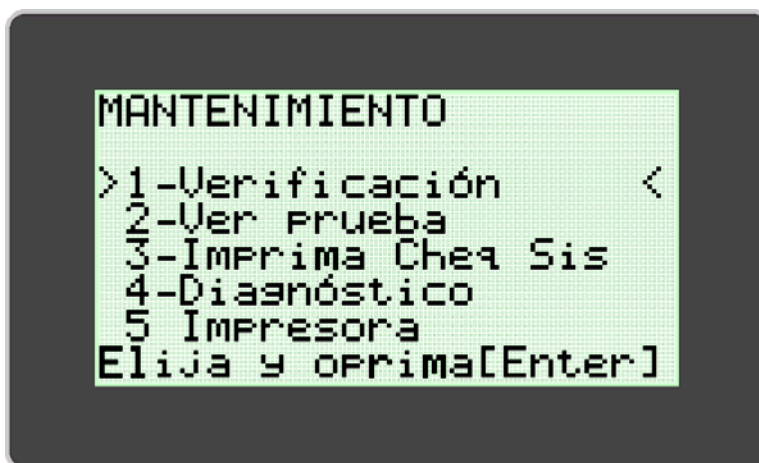 MANTENIMIENTO
>1-Verificación <
2-Ver prueba
3-Imprima Cheq Sis
4-Diagnóstico
5 Impresora
Elija y oprima[Enter]